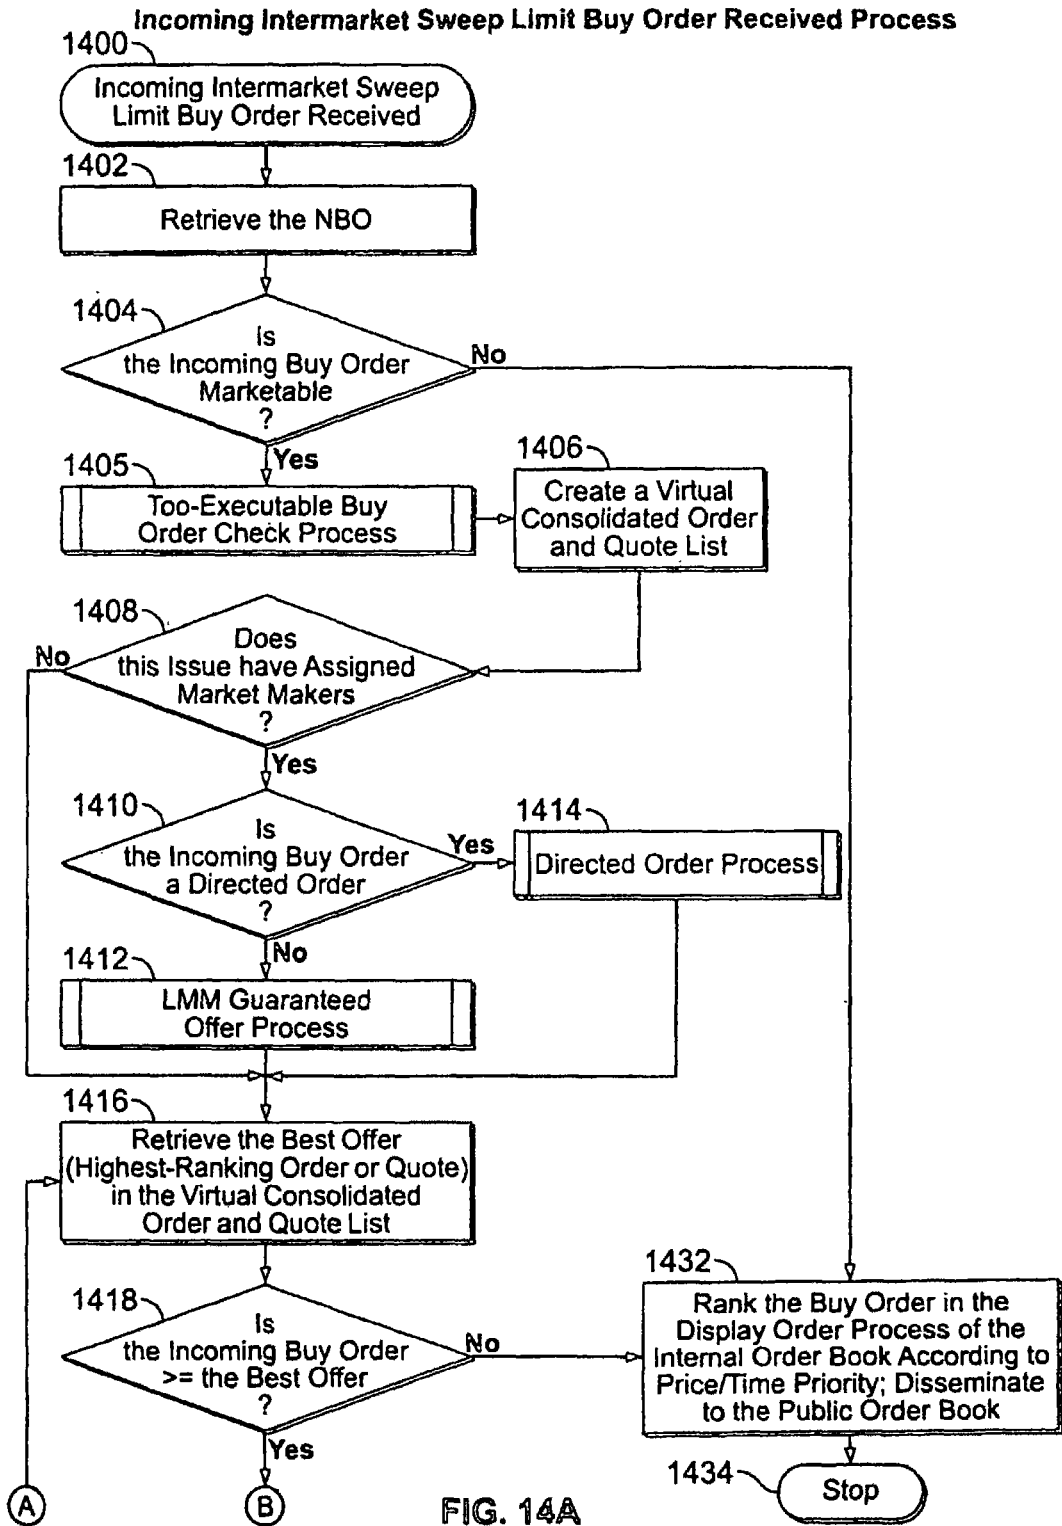 Incoming Intermarket Sweep Limit Buy Order Received Process
1400
Incoming Intermarket Sweep
Limit Buy Order Received
1402
Retrieve the NBO
1404
Is
the Incoming Buy Order
Marketable
?
No
Yes
1405
Too-Executable Buy
Order Check Process
1406
Create a Virtual
Consolidated Order
and Quote List
1408
Does
this Issue have Assigned
Market Makers
?
No
Yes
1410
Is
the Incoming Buy Order
a Directed Order
?
Yes
No
1414
Directed Order Process
1412
LMM Guaranteed
Offer Process
1416
Retrieve the Best Offer
(Highest-Ranking Order or Quote)
in the Virtual Consolidated
Order and Quote List
1418
Is
the Incoming Buy Order
>= the Best Offer
?
No
Yes
1432
Rank the Buy Order in the
Display Order Process of the
Internal Order Book According to
Price/Time Priority; Disseminate
to the Public Order Book
1434
Stop
A
B
FIG. 14A